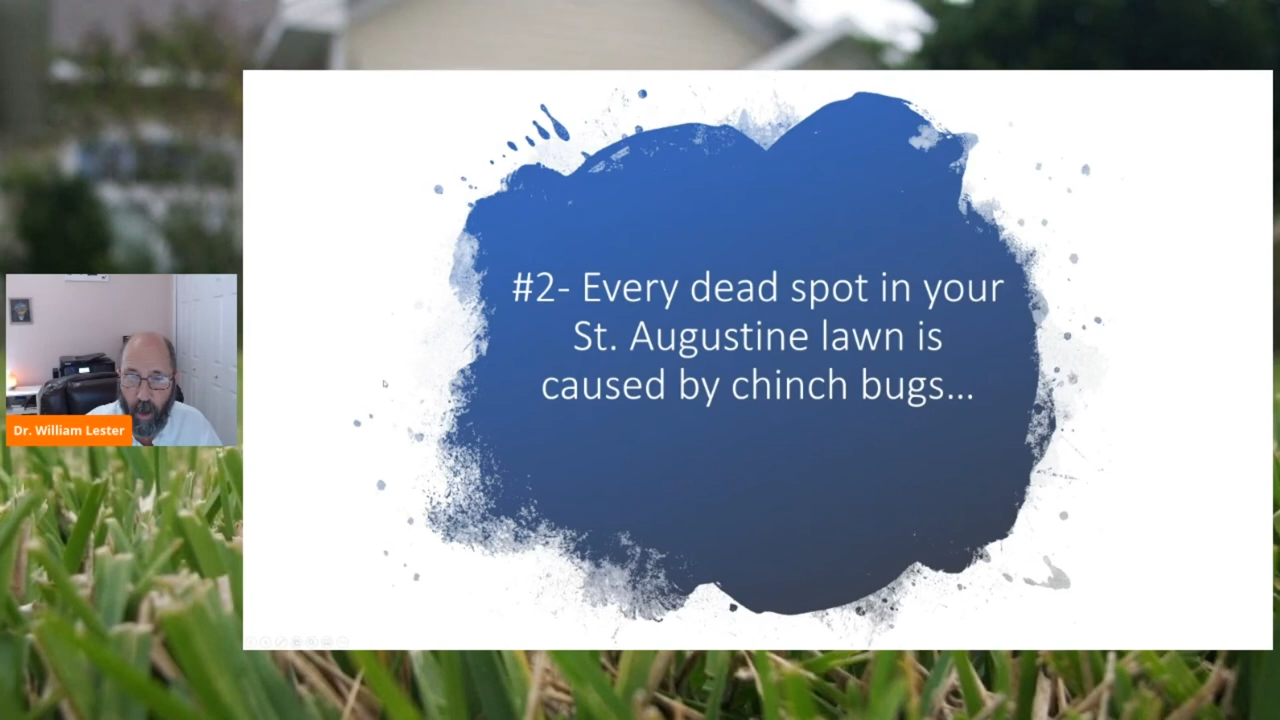 #2- Every dead spot in your
St. Augustine lawn is
caused by chinch bugs...
Dr. William Lester